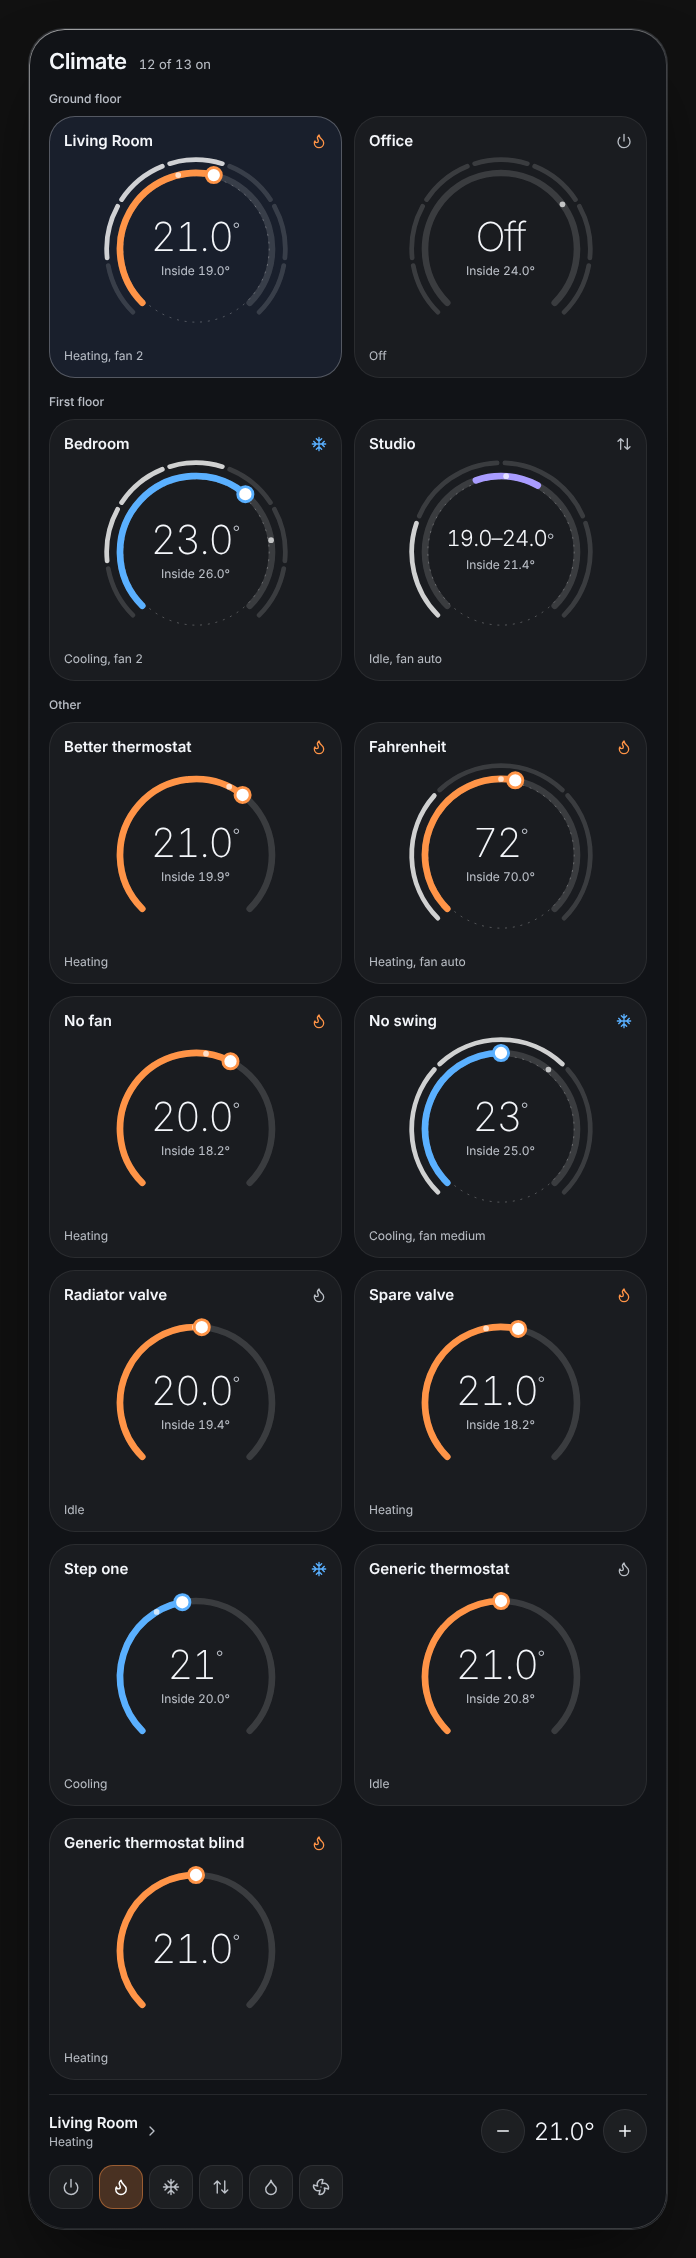 Climate 12 of 13 on
Ground floor
Living Room
21.0°
Inside 19.0°
Heating, fan 2
Office
Off
Inside 24.0°
Off
First floor
Bedroom
23.0°
Inside 26.0°
Cooling, fan 2
Studio
19.0–24.0°
Inside 21.4°
Idle, fan auto
Other
Better thermostat
21.0°
Inside 19.9°
Heating
Fahrenheit
72°
Inside 70.0°
Heating, fan auto
No fan
20.0°
Inside 18.2°
Heating
No swing
23°
Inside 25.0°
Cooling, fan medium
Radiator valve
20.0°
Inside 19.4°
Idle
Spare valve
21.0°
Inside 18.2°
Heating
Step one
21°
Inside 20.0°
Cooling
Generic thermostat
21.0°
Inside 20.8°
Idle
Generic thermostat blind
21.0°
Heating
Living Room
Heating
− 21.0° +